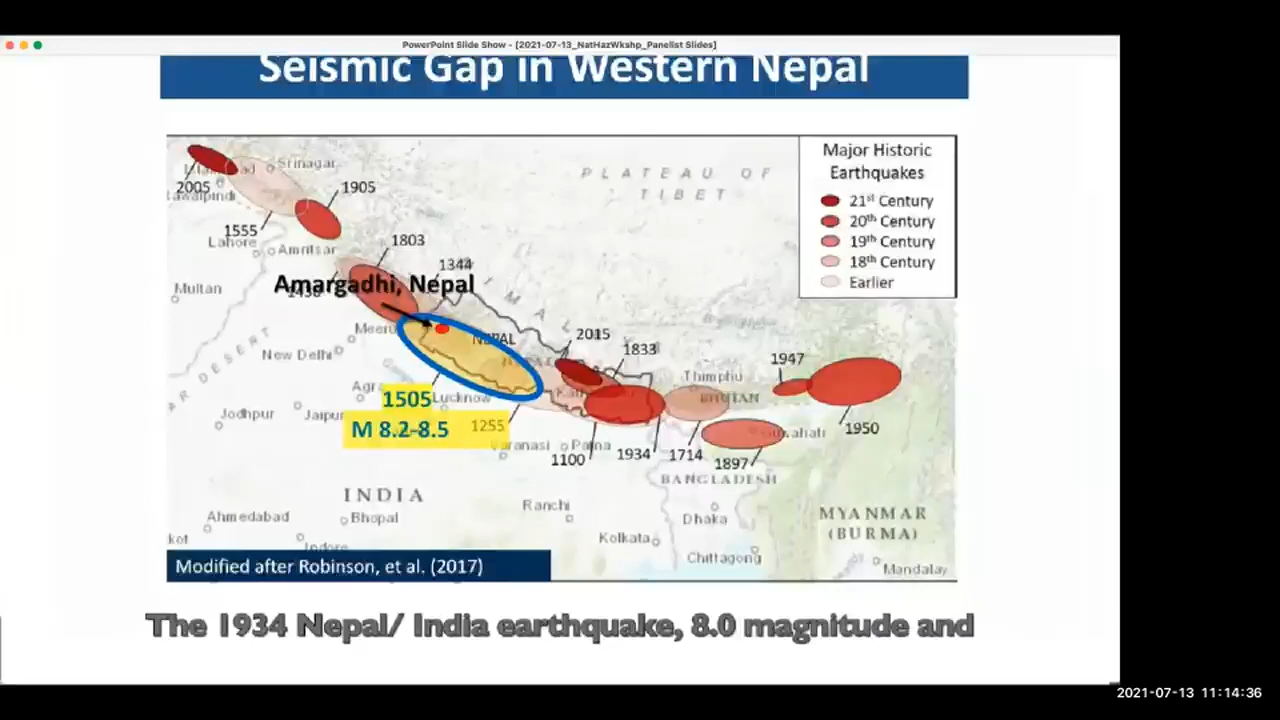 PowerPoint Slide Show - [2021-07-13_NatHazWkshp_Panelist Slides]
Seismic Gap in Western Nepal
Major Historic
Earthquakes
21st Century
20th Century
19th Century
18th Century
Earlier
PLATEAU OF
TIBET
Srinagar
2005
1905
1555
Lahore
Amritsar
1803
1344
Amargadhi, Nepal
Multan
New Delhi
NEPAL
2015
1833
1947
Thimphu
BHUTAN
1505
Lucknow
M 8.2-8.5
1255
Jodhpur
1950
1100
1934
1714
1897
Patna
BANGLADESH
INDIA
Ranchi
Ahmedabad
Bhopal
Dhaka
MYANMAR
(BURMA)
Kolkata
Chittagong
Mandalay
Modified after Robinson, et al. (2017)
The 1934 Nepal/ India earthquake, 8.0 magnitude and
2021-07-13 11:14:36